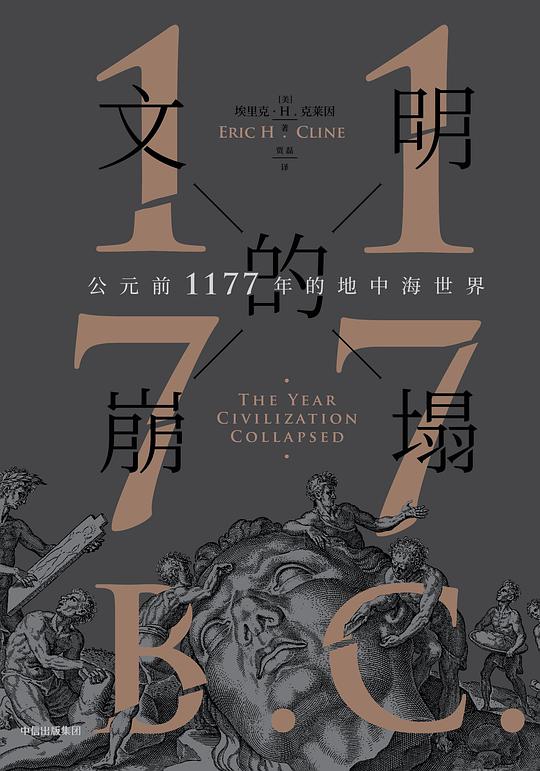 11
文 明
[美]
埃里克·H.克莱因
著
ERIC H. CLINE
贾磊
译
的
公元前1177年的地中海世界
77
崩 塌
THE YEAR
CIVILIZATION
COLLAPSED
B.C.
中信出版集团